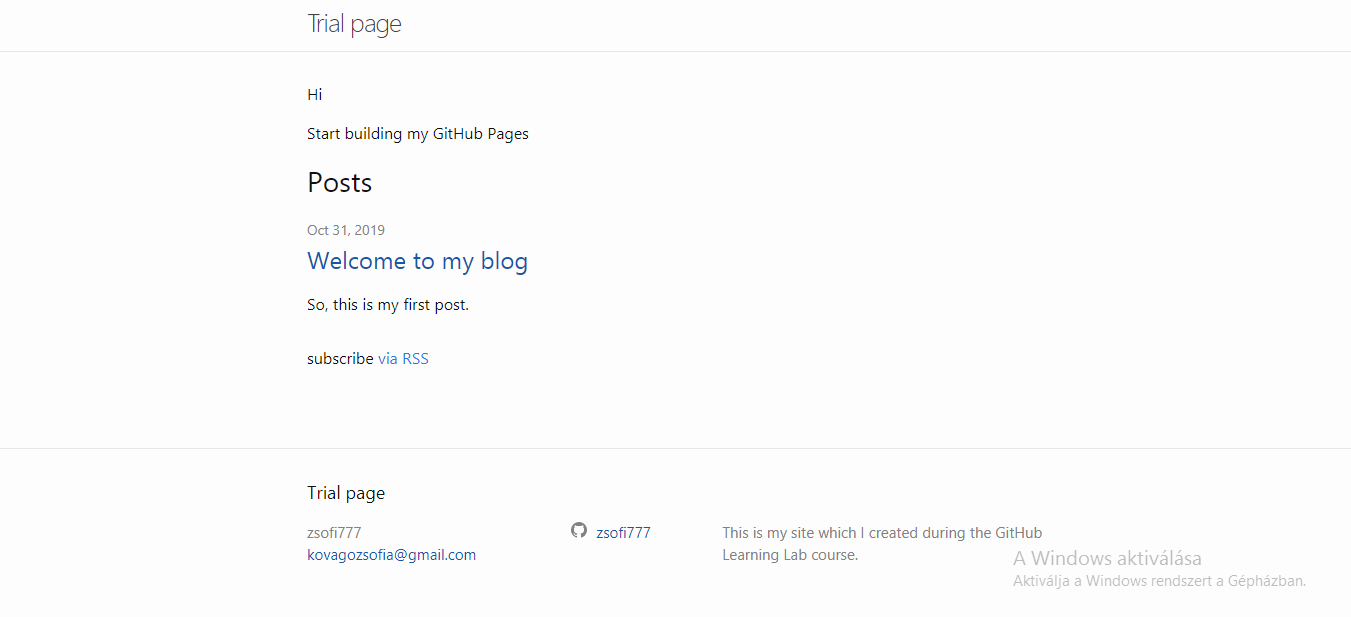 Trial page
Hi
Start building my GitHub Pages
Posts
Oct 31, 2019
Welcome to my blog
So, this is my first post.
subscribe via RSS
Trial page
zsofi777
kovagozsofia@gmail.com
zsofi777
This is my site which I created during the GitHub
Learning Lab course.
A Windows aktiválása
Aktiválja a Windows rendszert a Gépházban.